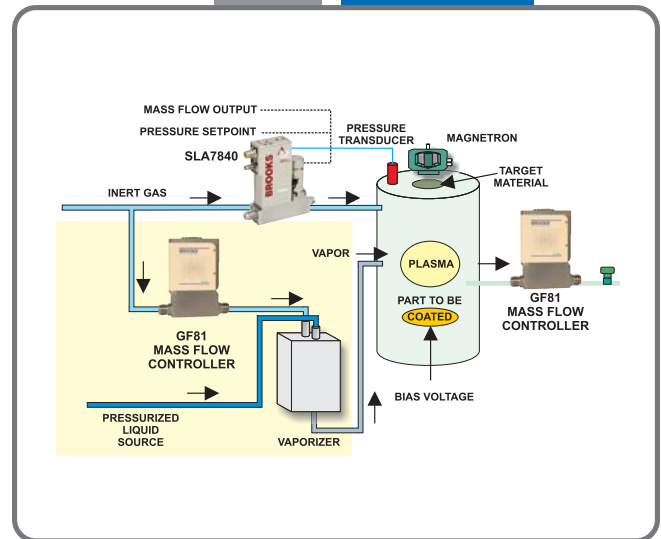 MASS FLOW OUTPUT
PRESSURE SETPOINT
SLA7840
PRESSURE
TRANSDUCER
MAGNETRON
BROOKS
TARGET
MATERIAL
INERT GAS
VAPOR
PLASMA
PART TO BE
COATED
GF81
MASS FLOW
CONTROLLER
GF81
MASS FLOW
CONTROLLER
BIAS VOLTAGE
PRESSURIZED
LIQUID
SOURCE
VAPORIZER